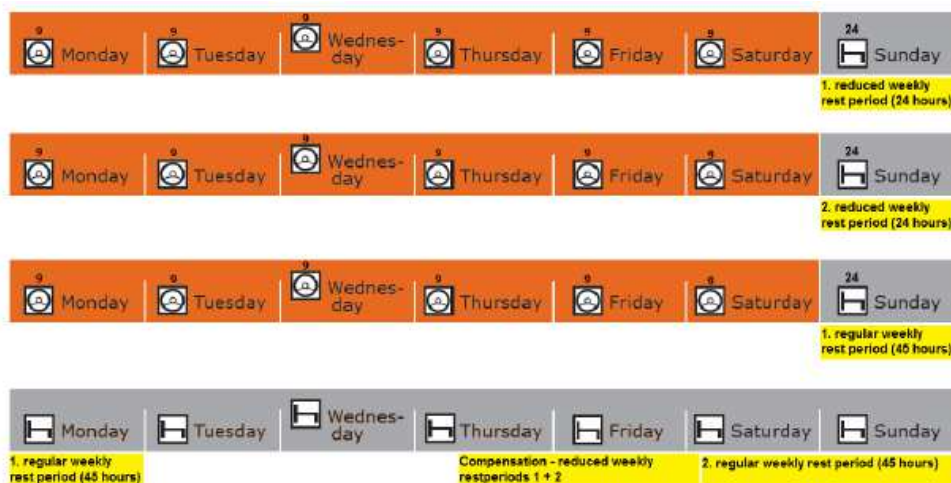 9 9 9 9 9 9 24
Monday Tuesday Wednes-
day Thursday Friday Saturday Sunday
1. reduced weekly
rest period (24 hours)
9 9 9 9 9 9 24
Monday Tuesday Wednes-
day Thursday Friday Saturday Sunday
2. reduced weekly
rest period (24 hours)
9 9 9 9 9 9 24
Monday Tuesday Wednes-
day Thursday Friday Saturday Sunday
1. regular weekly
rest period (45 hours)
Monday Tuesday Wednes-
day Thursday Friday Saturday Sunday
1. regular weekly
rest period (45 hours)
Compensation - reduced weekly
restperiods 1 + 2
2. regular weekly rest period (45 hours)